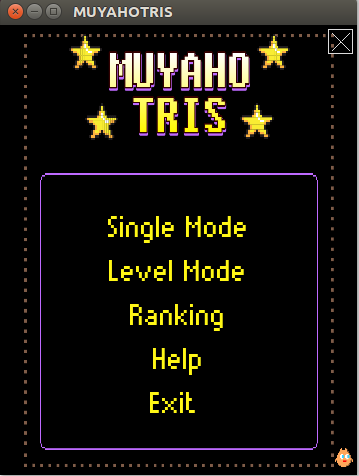 MUYAHOTRIS
MUYAHO
TRIS
Single Mode
Level Mode
Ranking
Help
Exit